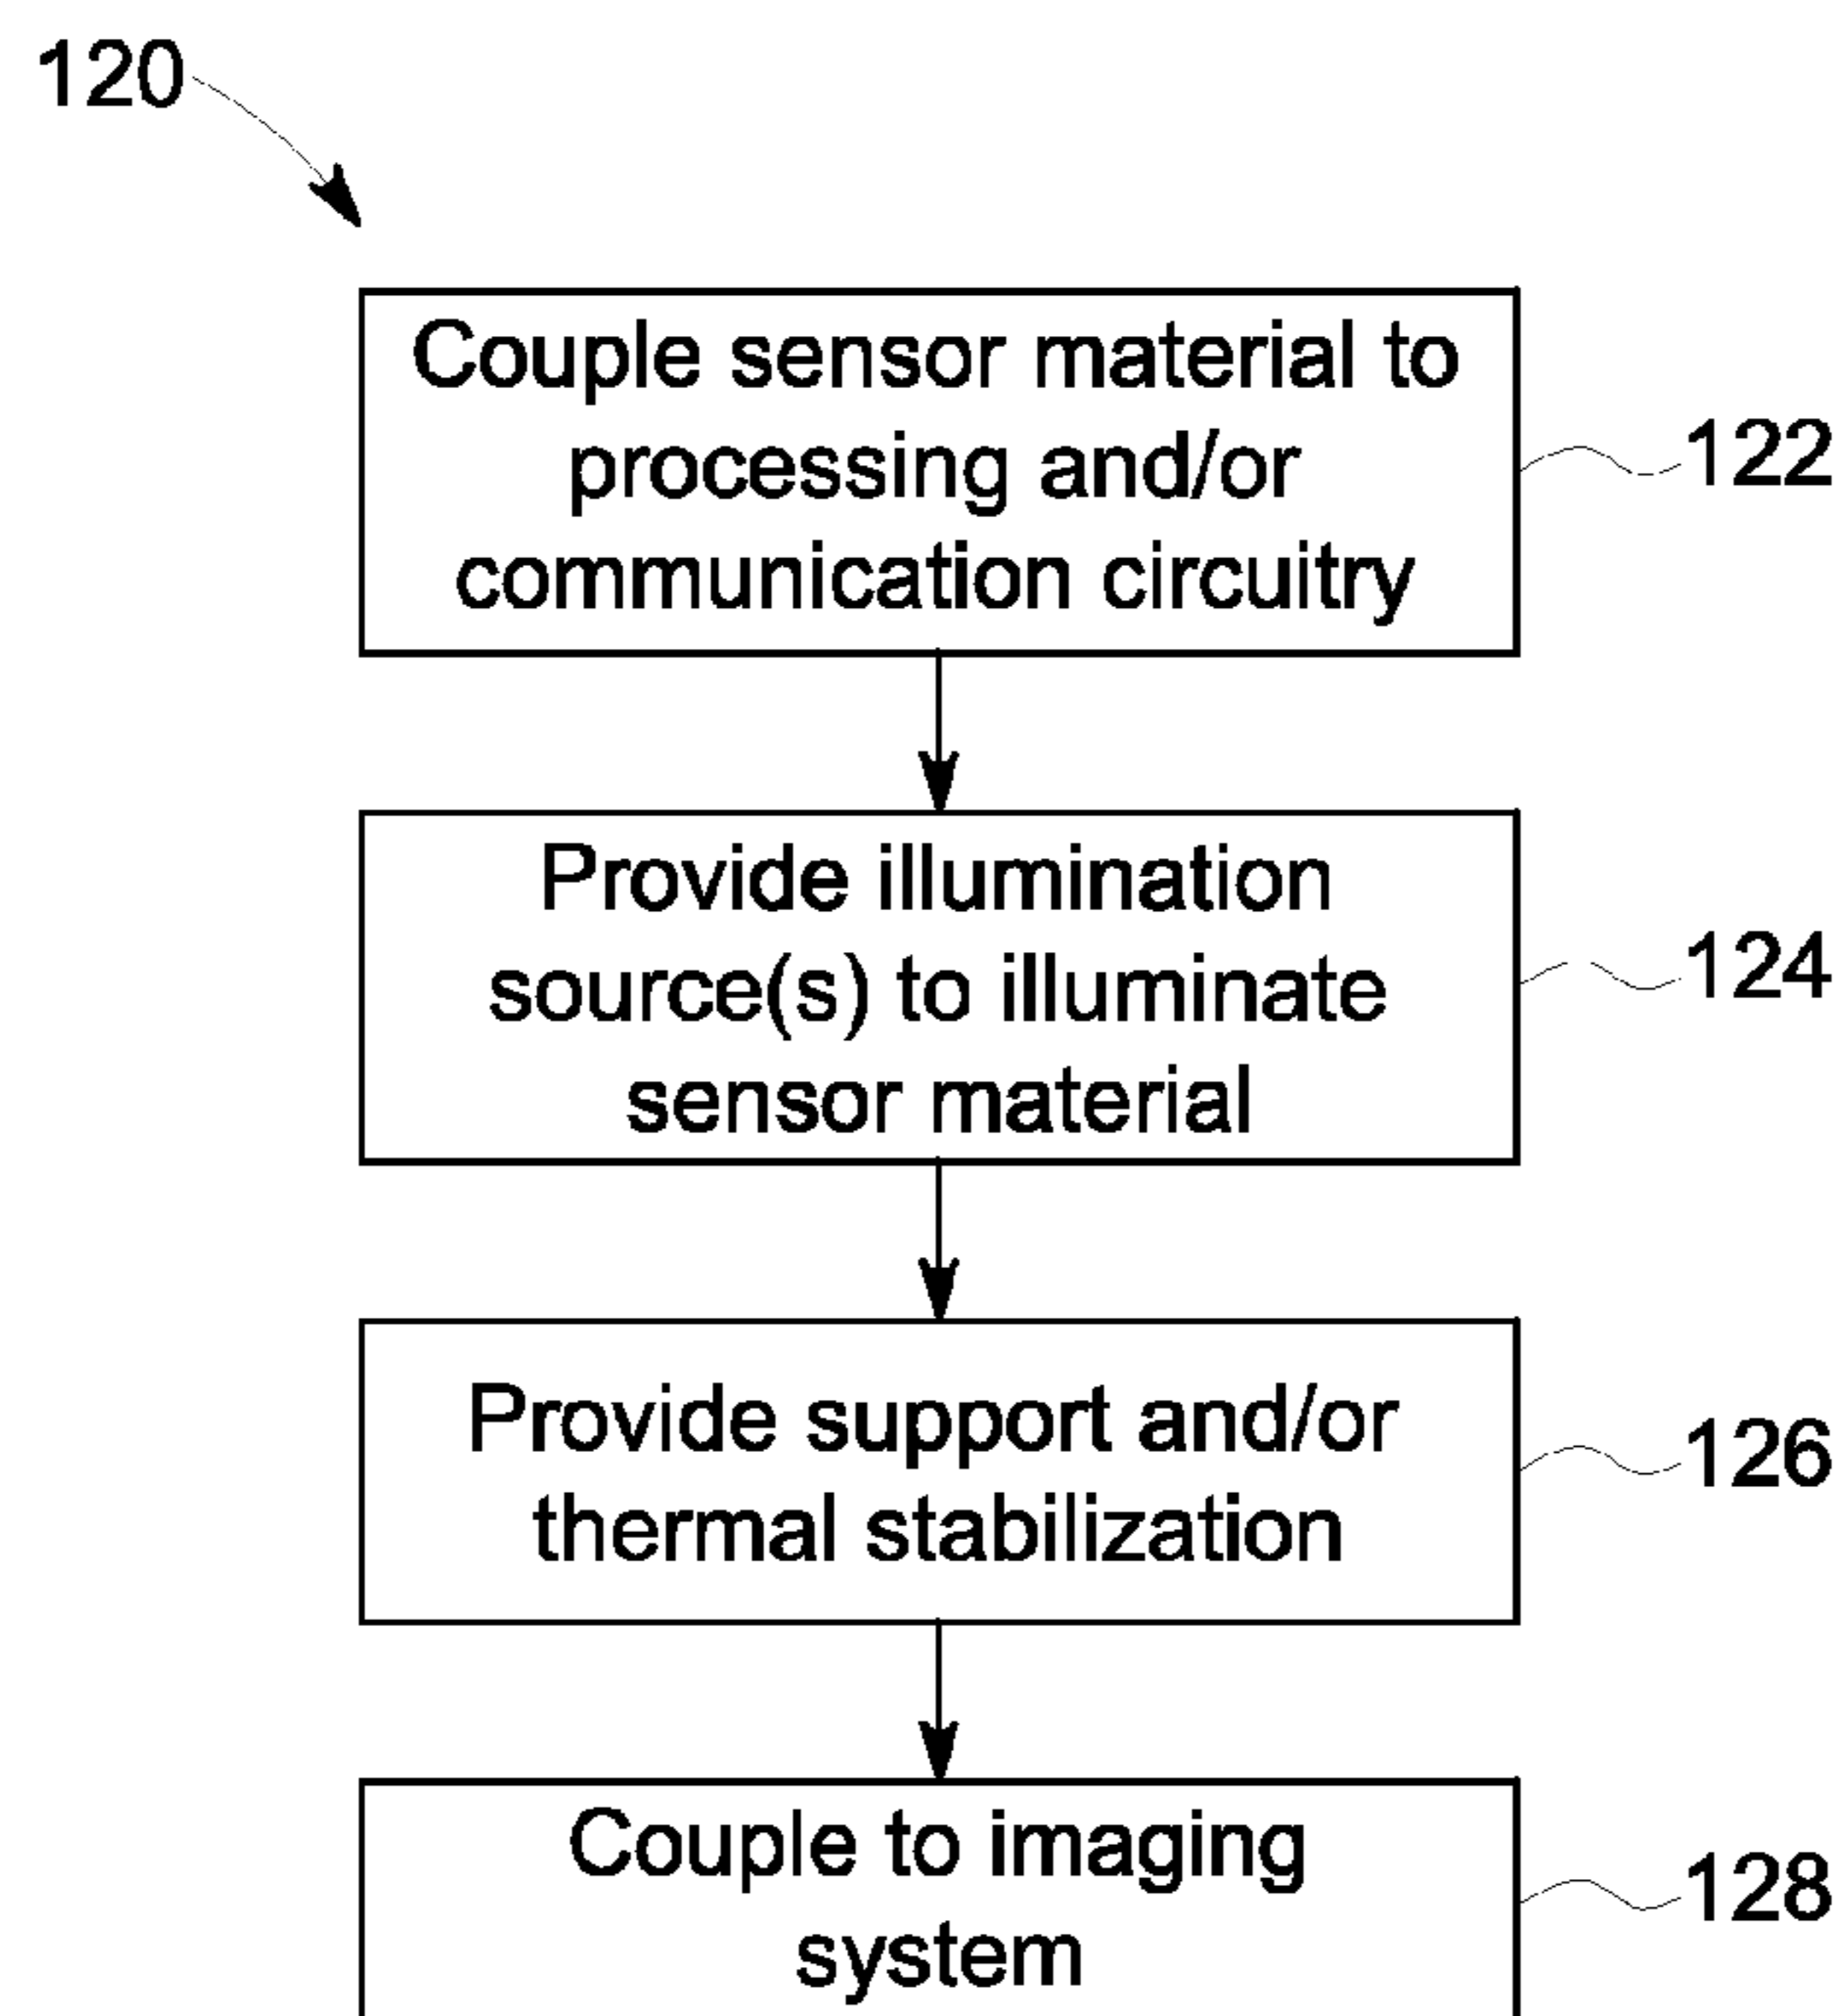 120
Couple sensor material to
processing and/or
communication circuitry
122
Provide illumination
source(s) to illuminate
sensor material
124
Provide support and/or
thermal stabilization
126
Couple to imaging
system
128